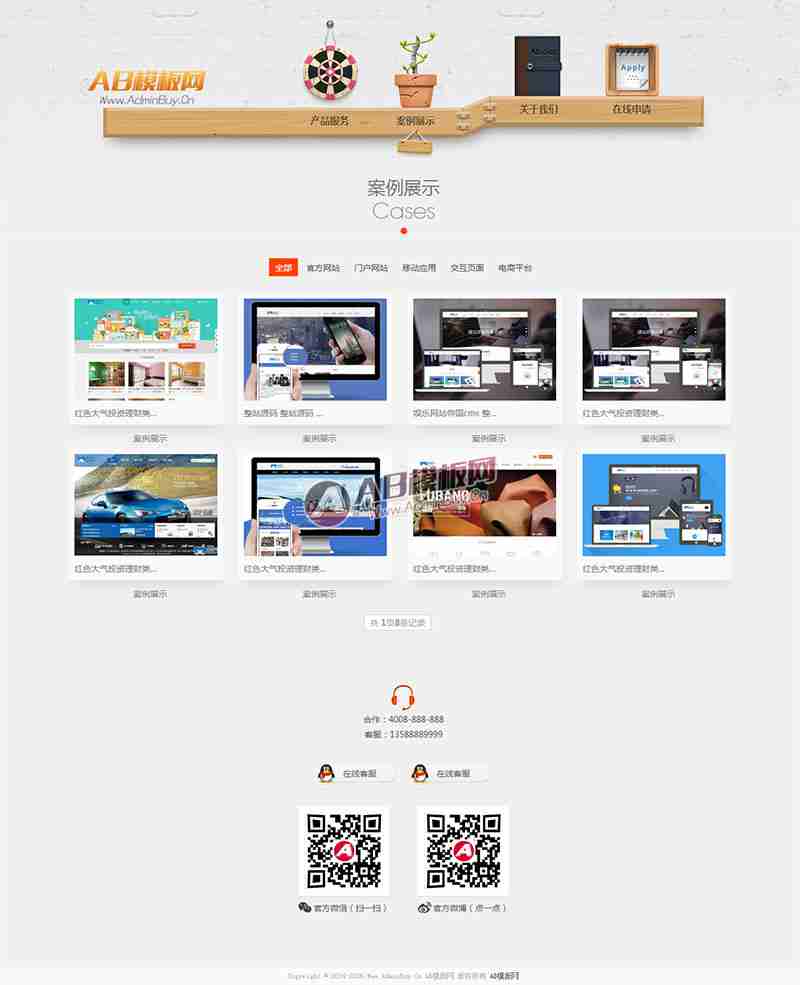 AB模板网
Www.AdminBuy.Cn
Apply
产品服务
案例展示
关于我们
在线申请
案例展示
Cases
全部 官方网站 门户网站 移动应用 交互页面 电商平台
红色大气投资理财类...
整站源码 整站源码 ...
娱乐网站帝国cms 整...
红色大气投资理财类...
案例展示
案例展示
案例展示
案例展示
AB模板网
Www.AdminBuy.Cn
红色大气投资理财类...
红色大气投资理财类...
红色大气投资理财类...
红色大气投资理财类...
案例展示
案例展示
案例展示
案例展示
共 1页8条记录
合作：4008-888-888
客服：13588889999
在线客服
在线客服
官方微信（扫一扫）
官方微博（点一点）
AB模板网 版权所有 AB模板网